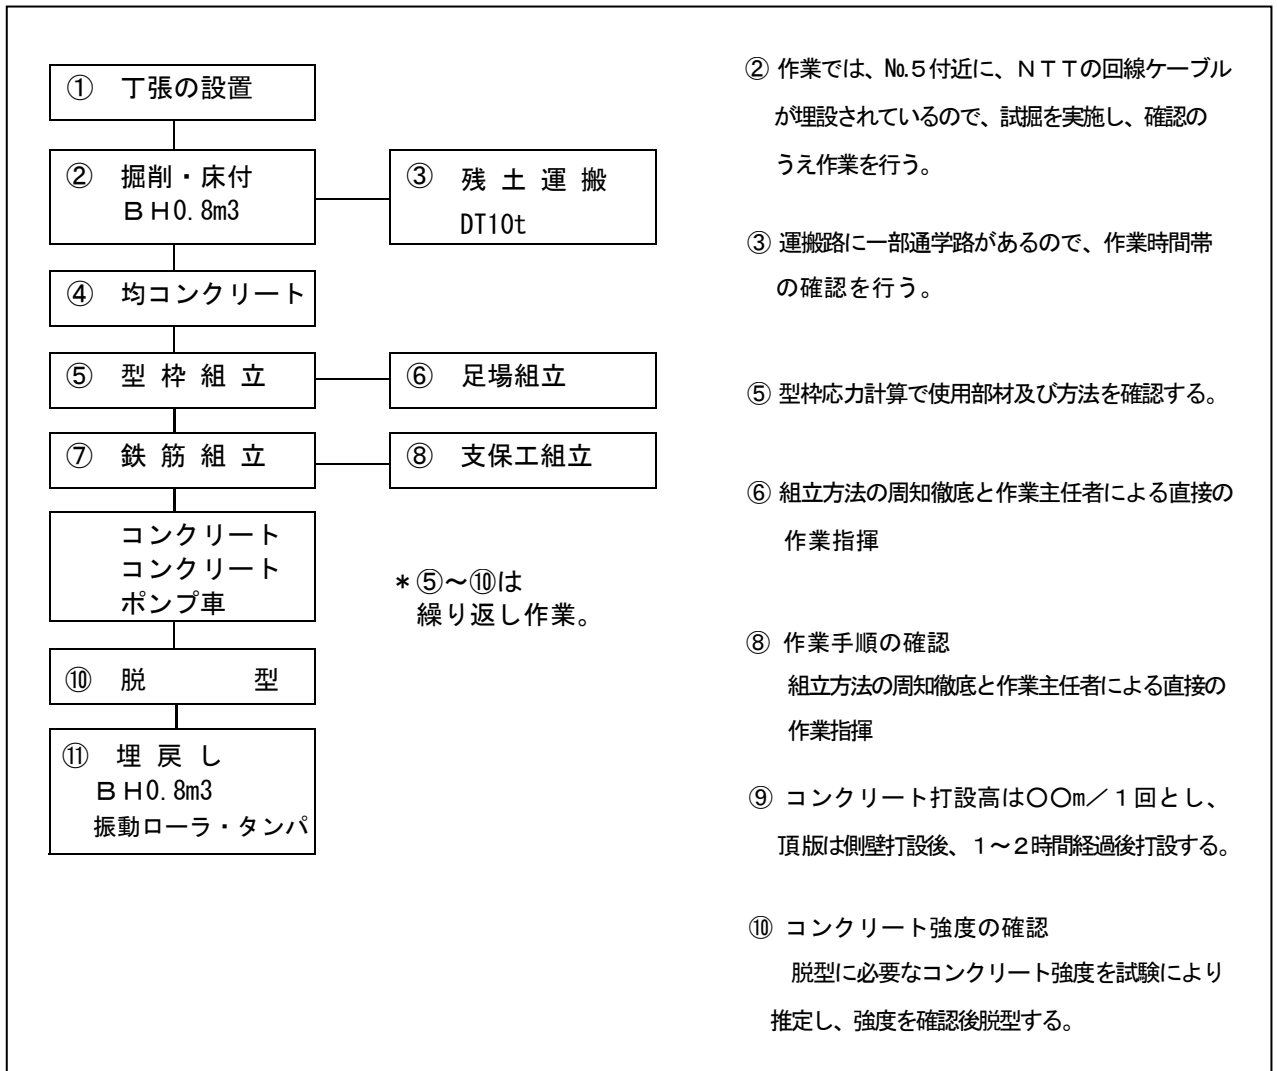 ① 丁張の設置
② 掘削・床付
ＢＨ0.8m3
③ 残土運搬
DT10t
④ 均コンクリート
⑤ 型枠組立
⑥ 足場組立
⑦ 鉄筋組立
⑧ 支保工組立
コンクリート
コンクリート
ポンプ車
＊⑤～⑩は
繰り返し作業。
⑩ 脱型
⑪ 埋戻し
ＢＨ0.8m3
振動ローラ・タンパ
② 作業では、№５付近に、ＮＴＴの回線ケーブル
が埋設されているので、試掘を実施し、確認の
うえ作業を行う。
③ 運搬路に一部通学路があるので、作業時間帯
の確認を行う。
⑤ 型枠応力計算で使用部材及び方法を確認する。
⑥ 組立方法の周知徹底と作業主任者による直接の
作業指揮
⑧ 作業手順の確認
組立方法の周知徹底と作業主任者による直接の
作業指揮
⑨ コンクリート打設高は〇〇m／１回とし、
頂版は側壁打設後、１～２時間経過後打設する。
⑩ コンクリート強度の確認
脱型に必要なコンクリート強度を試験により
推定し、強度を確認後脱型する。